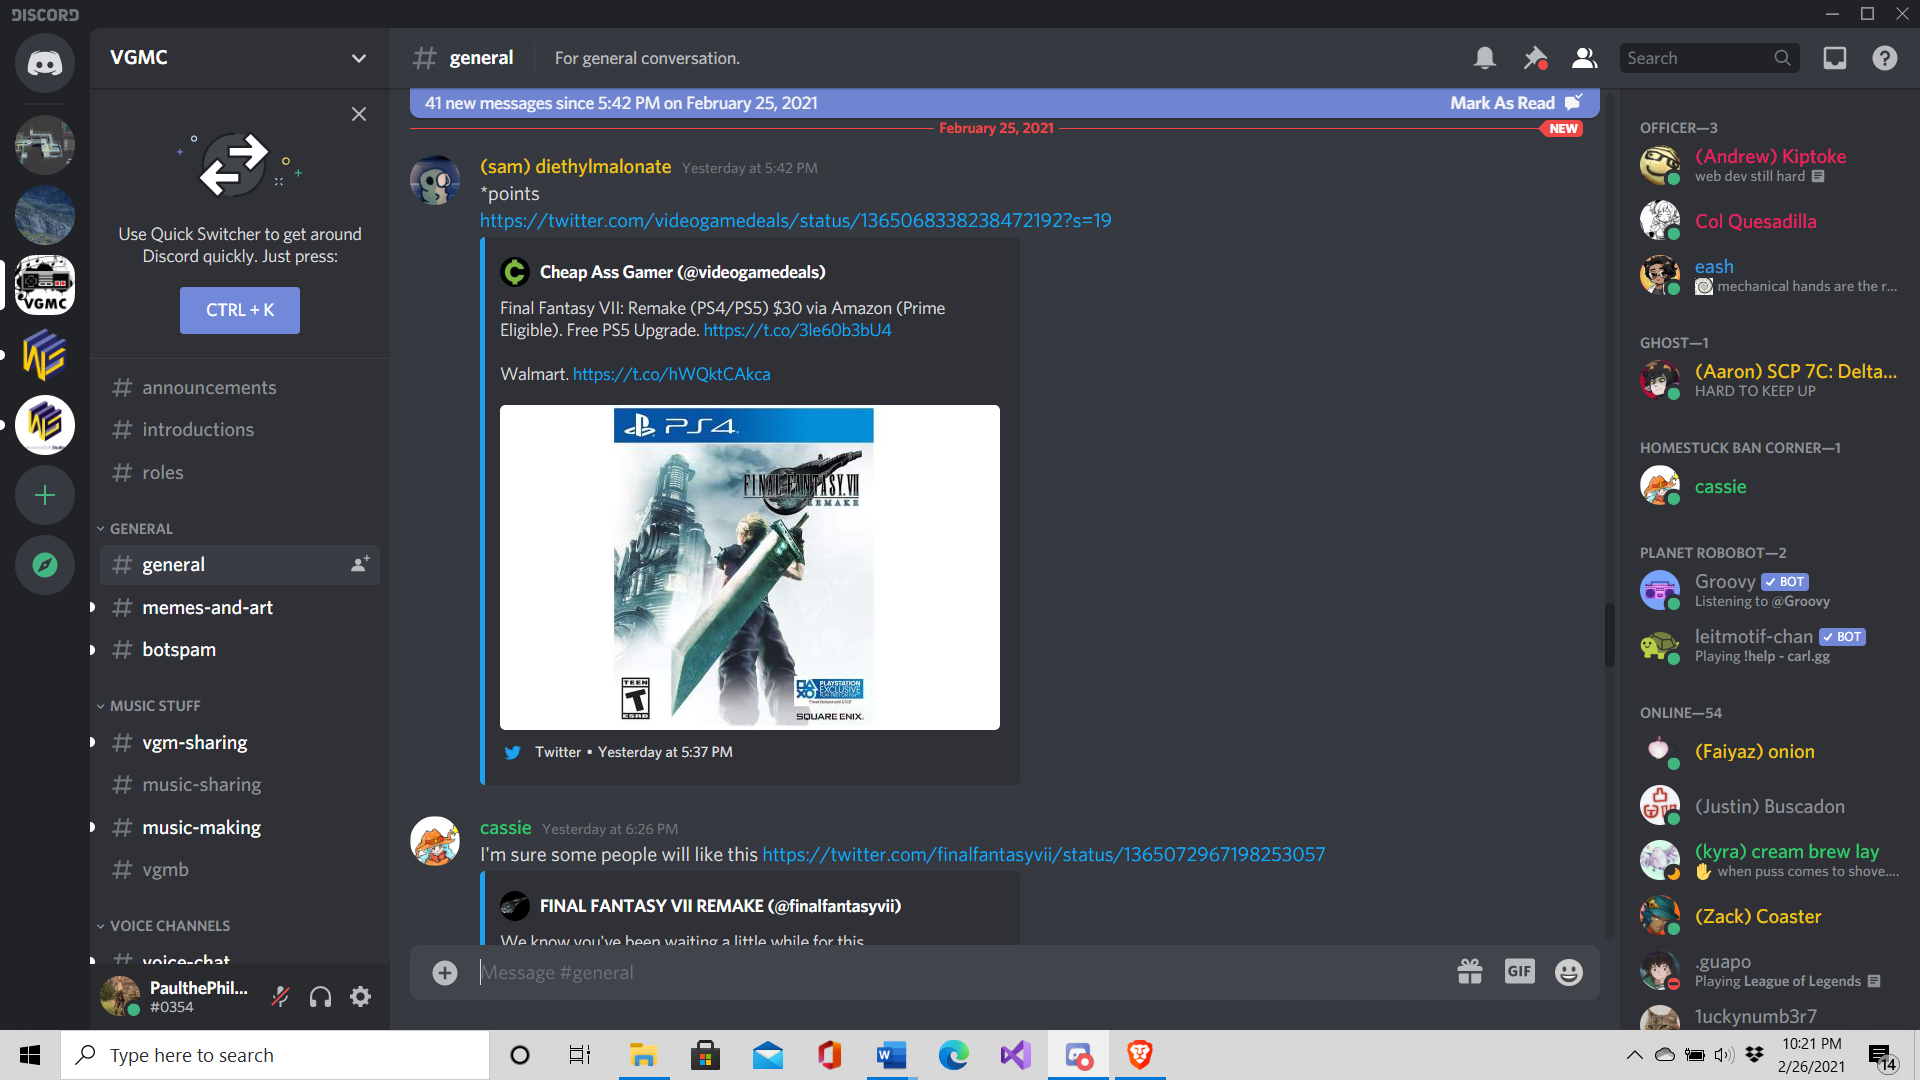 DISCORD
VGMC
general
For general conversation.
Search
41 new messages since 5:42 PM on February 25, 2021
Mark As Read
February 25, 2021
NEW
Use Quick Switcher to get around
Discord quickly. Just press:
CTRL + K
VGMC
announcements
introductions
roles
GENERAL
general
memes-and-art
botspam
MUSIC STUFF
vgm-sharing
music-sharing
music-making
vgmb
VOICE CHANNELS
voice-chat
PaulthePhil...
#0354
(sam) diethylmalonate Yesterday at 5:42 PM
*points
https://twitter.com/videogamedeals/status/1365068338238472192?s=19
Cheap Ass Gamer (@videogamedeals)
Final Fantasy VII: Remake (PS4/PS5) $30 via Amazon (Prime
Eligible). Free PS5 Upgrade. https://t.co/3le60b3bU4
Walmart. https://t.co/hWQktCAkca
PS4
FINAL FANTASY VII
REMAKE
TEEN
T
ESRB
PLAYSTATION
EXCLUSIVE
SQUARE ENIX.
Twitter • Yesterday at 5:37 PM
cassie Yesterday at 6:26 PM
I'm sure some people will like this https://twitter.com/finalfantasyvii/status/1365072967198253057
FINAL FANTASY VII REMAKE (@finalfantasyvii)
We know you've been waiting a little while for this
Message #general
GIF
OFFICER—3
(Andrew) Kiptoke
web dev still hard
Col Quesadilla
eash
mechanical hands are the r...
GHOST—1
(Aaron) SCP 7C: Delta...
HARD TO KEEP UP
HOMESTUCK BAN CORNER—1
cassie
PLANET ROBOBOT—2
Groovy BOT
Listening to @Groovy
leitmotif-chan BOT
Playing !help - carl.gg
ONLINE—54
(Faiyaz) onion
(Justin) Buscadon
(kyra) cream brew lay
when puss comes to shove....
(Zack) Coaster
.guapo
Playing League of Legends
1uckynumb3r7
Type here to search
10:21 PM
2/26/2021
14